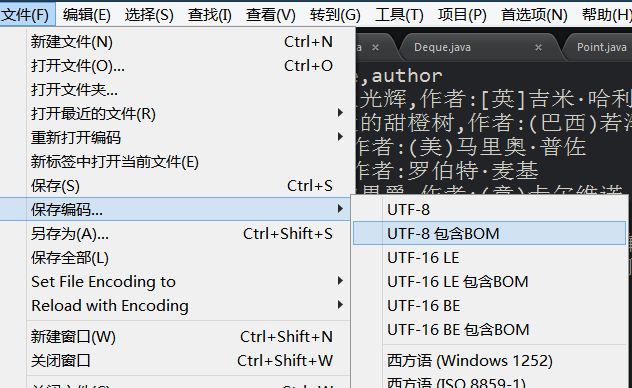 文件(F) 编辑(E) 选择(S) 查找(I) 查看(V) 转到(G) 工具(T) 项目(P) 首选项(N) 帮助(H)
新建文件(N) Ctrl+N
打开文件(O)... Ctrl+O
打开文件夹...
打开最近的文件(R)
重新打开编码
新标签中打开当前文件(E)
保存(S) Ctrl+S
保存编码...
另存为(A)... Ctrl+Shift+S
保存全部(L)
Set File Encoding to
Reload with Encoding
新建窗口(W) Ctrl+Shift+N
关闭窗口 Ctrl+Shift+W
Deque.java × Point.java
,author
光辉,作者:[英]吉米·哈利
的甜橙树,作者:(巴西)若
作者:(美)马里奥·普佐
作者:罗伯特·麦基
UTF-8
UTF-8 包含BOM
UTF-16 LE
UTF-16 LE 包含BOM
UTF-16 BE
UTF-16 BE 包含BOM
西方语 (Windows 1252)
西方语 (ISO 8859-1)